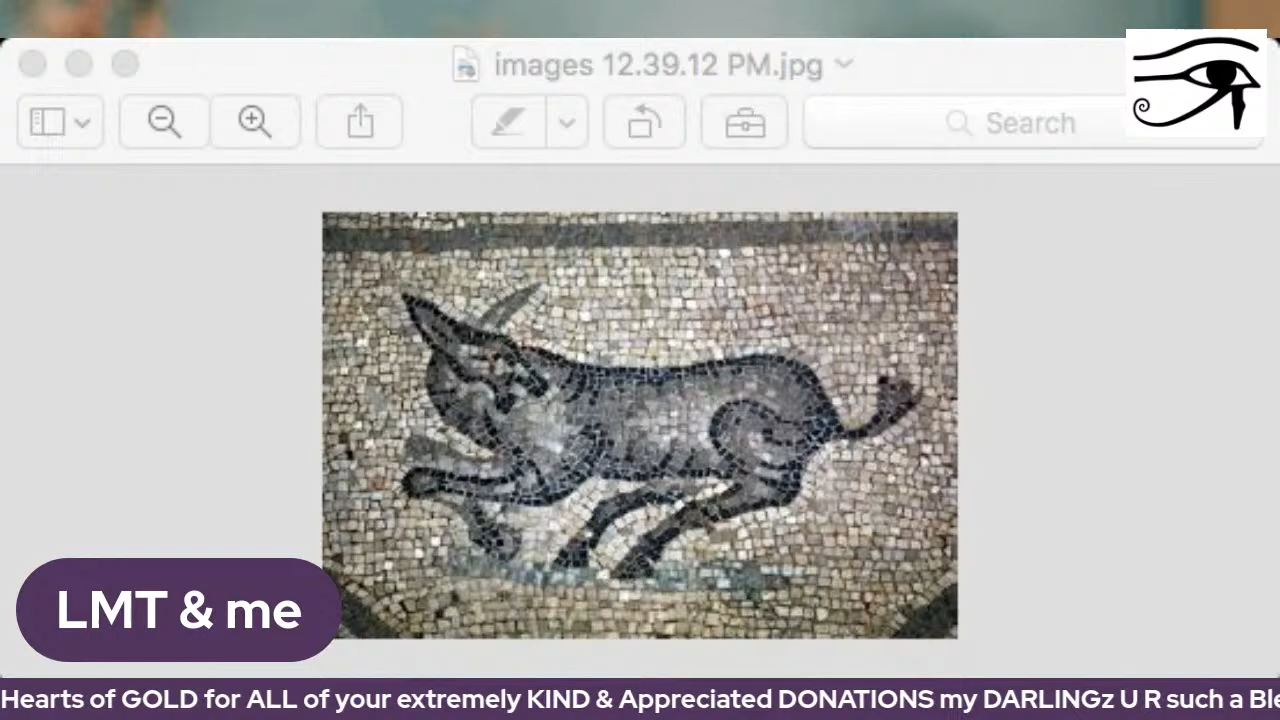 images 12.39.12 PM.jpg
Search
LMT & me
Hearts of GOLD for ALL of your extremely KIND & Appreciated DONATIONS my DARLINGz U R such a Ble